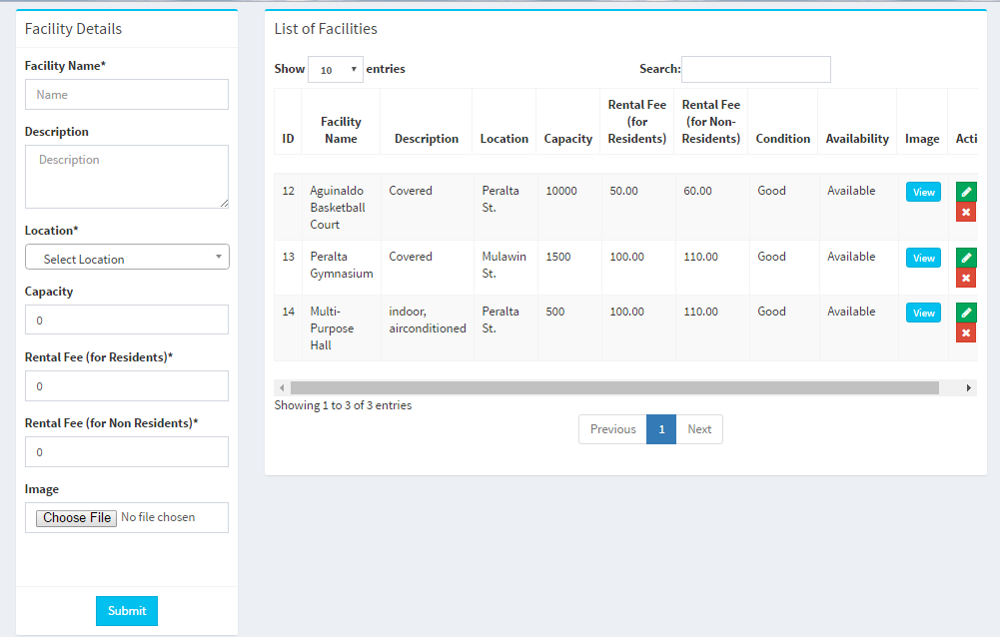 Facility Details
Facility Name*
Name
Description
Description
Location*
Select Location
Capacity
0
Rental Fee (for Residents)*
0
Rental Fee (for Non Residents)*
0
Image
Choose File No file chosen
Submit
List of Facilities
Show 10 entries Search:
ID Facility Name Description Location Capacity Rental Fee (for Residents) Rental Fee (for Non-Residents) Condition Availability Image Acti
12 Aguinaldo Basketball Court Covered Peralta St. 10000 50.00 60.00 Good Available View
13 Peralta Gymnasium Covered Mulawin St. 1500 100.00 110.00 Good Available View
14 Multi-Purpose Hall indoor, airconditioned Peralta St. 500 100.00 110.00 Good Available View
Showing 1 to 3 of 3 entries
Previous 1 Next